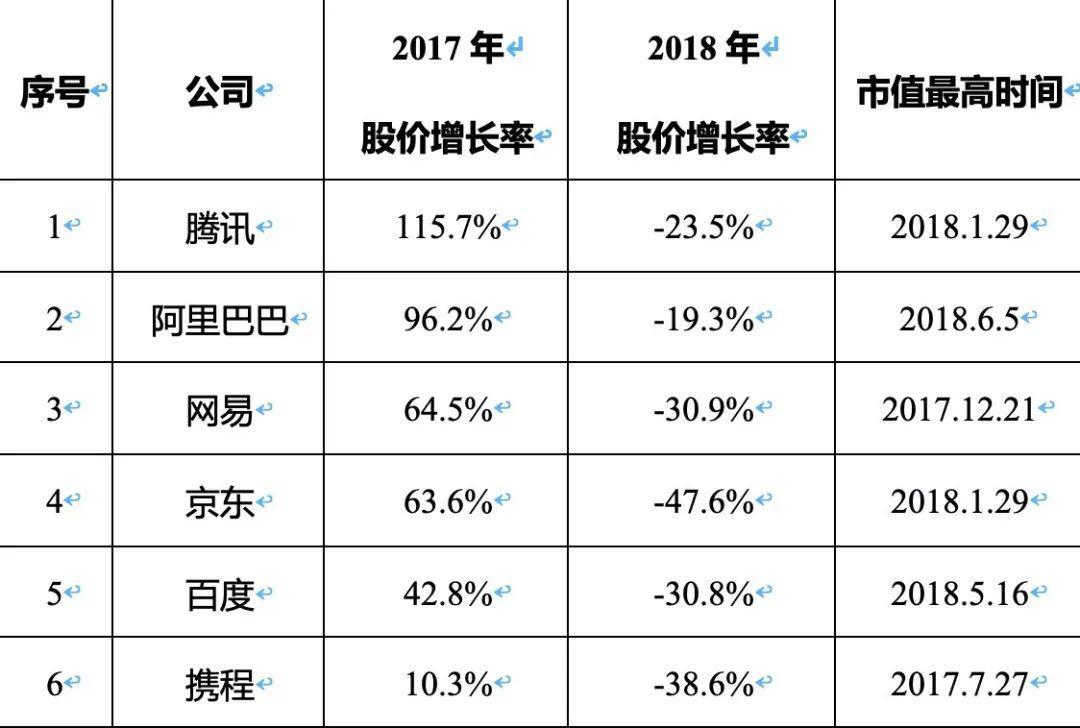 序号 公司 2017 年 股价增长率 2018 年 股价增长率 市值最高时间
1 腾讯 115.7% -23.5% 2018.1.29
2 阿里巴巴 96.2% -19.3% 2018.6.5
3 网易 64.5% -30.9% 2017.12.21
4 京东 63.6% -47.6% 2018.1.29
5 百度 42.8% -30.8% 2018.5.16
6 携程 10.3% -38.6% 2017.7.27